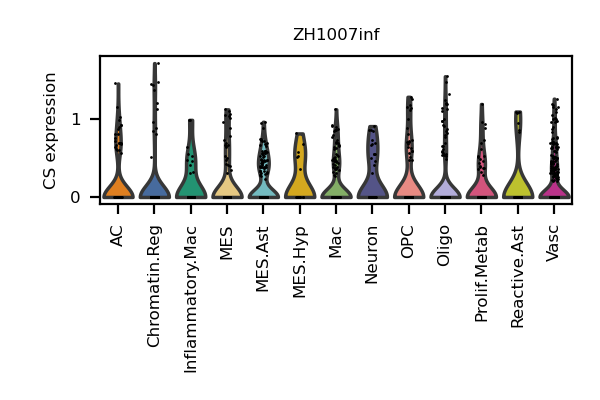 ZH1007inf
CS expression
1
0
AC
Chromatin.Reg
Inflammatory.Mac
MES
MES.Ast
MES.Hyp
Mac
Neuron
OPC
Oligo
Prolif.Metab
Reactive.Ast
Vasc